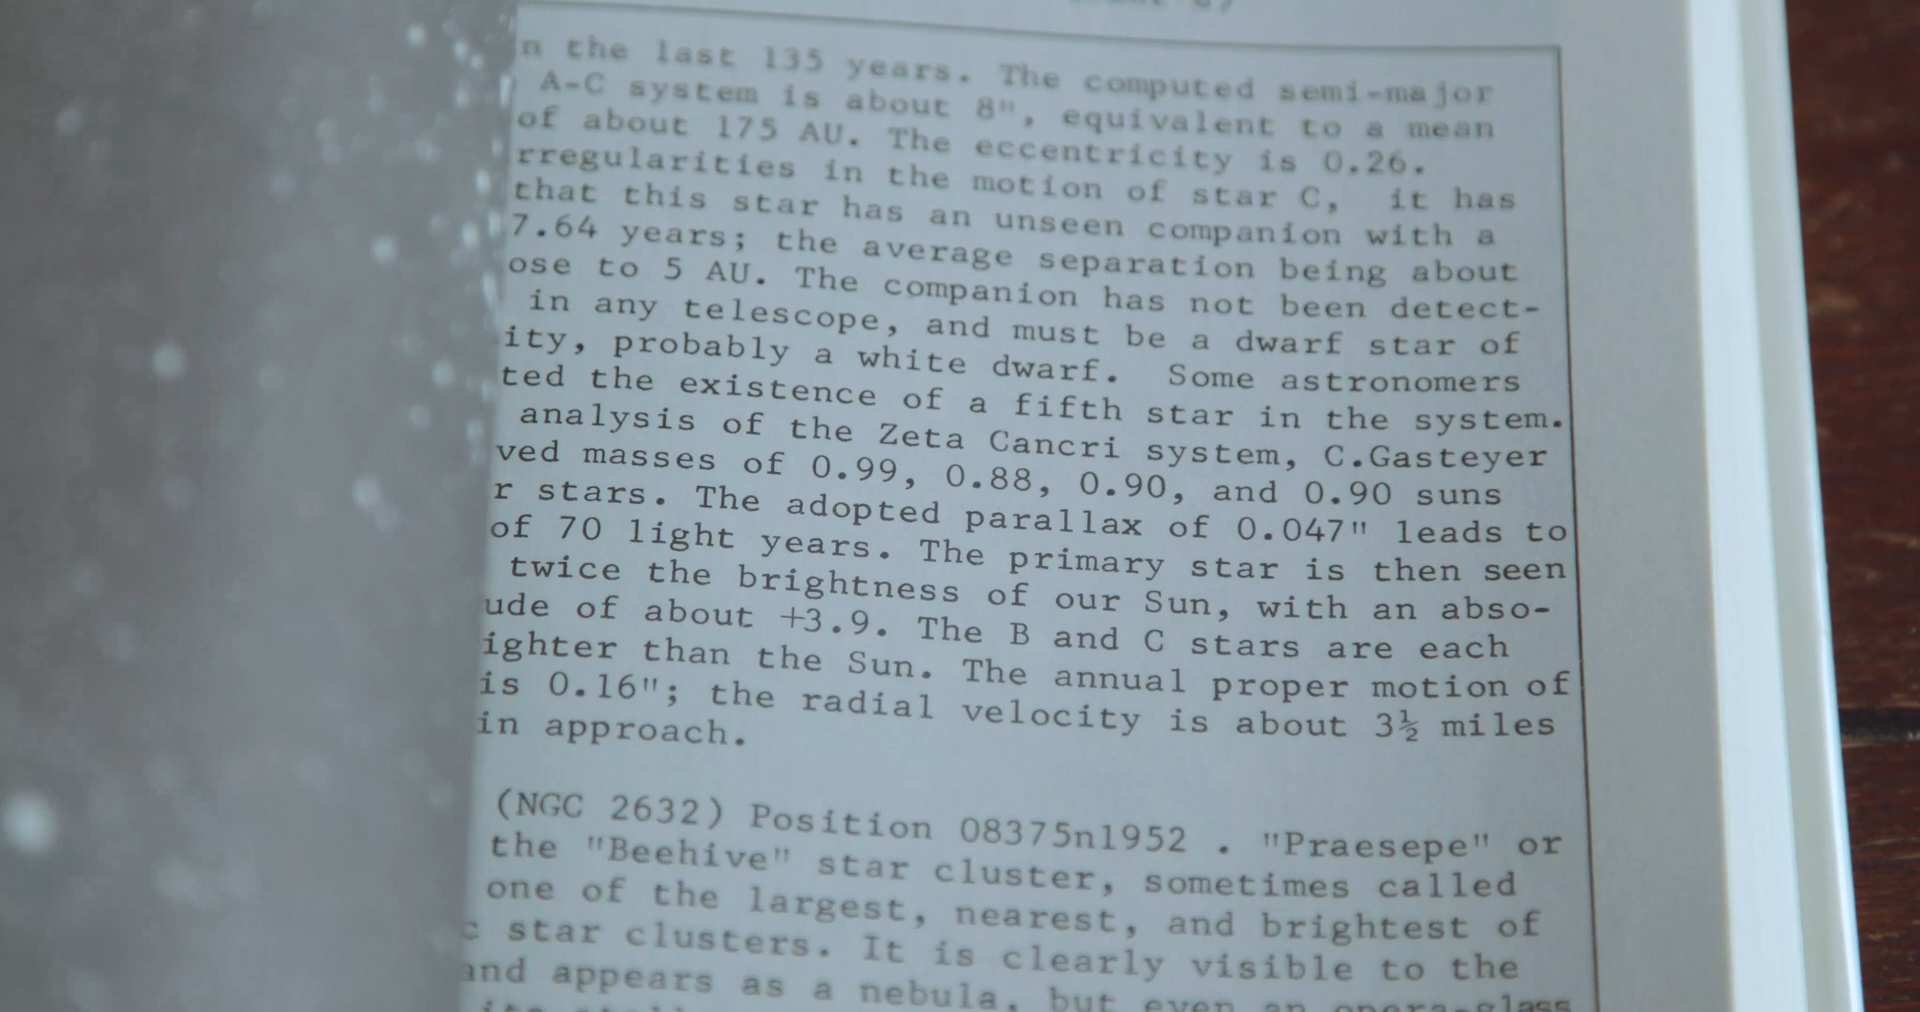 n the last 135 years. The computed semi-major
A-C system is about 8", equivalent to a mean
of about 175 AU. The eccentricity is 0.26.
rregularities in the motion of star C, it has
that this star has an unseen companion with a
7.64 years; the average separation being about
ose to 5 AU. The companion has not been detect-
in any telescope, and must be a dwarf star of
ity, probably a white dwarf. Some astronomers
ted the existence of a fifth star in the system.
analysis of the Zeta Cancri system, C.Gasteyer
ved masses of 0.99, 0.88, 0.90, and 0.90 suns
r stars. The adopted parallax of 0.047" leads to
of 70 light years. The primary star is then seen
twice the brightness of our Sun, with an abso-
ude of about +3.9. The B and C stars are each
ighter than the Sun. The annual proper motion of
is 0.16"; the radial velocity is about 3½ miles
in approach.
(NGC 2632) Position 08375n1952 . "Praesepe" or
the "Beehive" star cluster, sometimes called
one of the largest, nearest, and brightest of
c star clusters. It is clearly visible to the
and appears as a nebula, but even an opera-glass